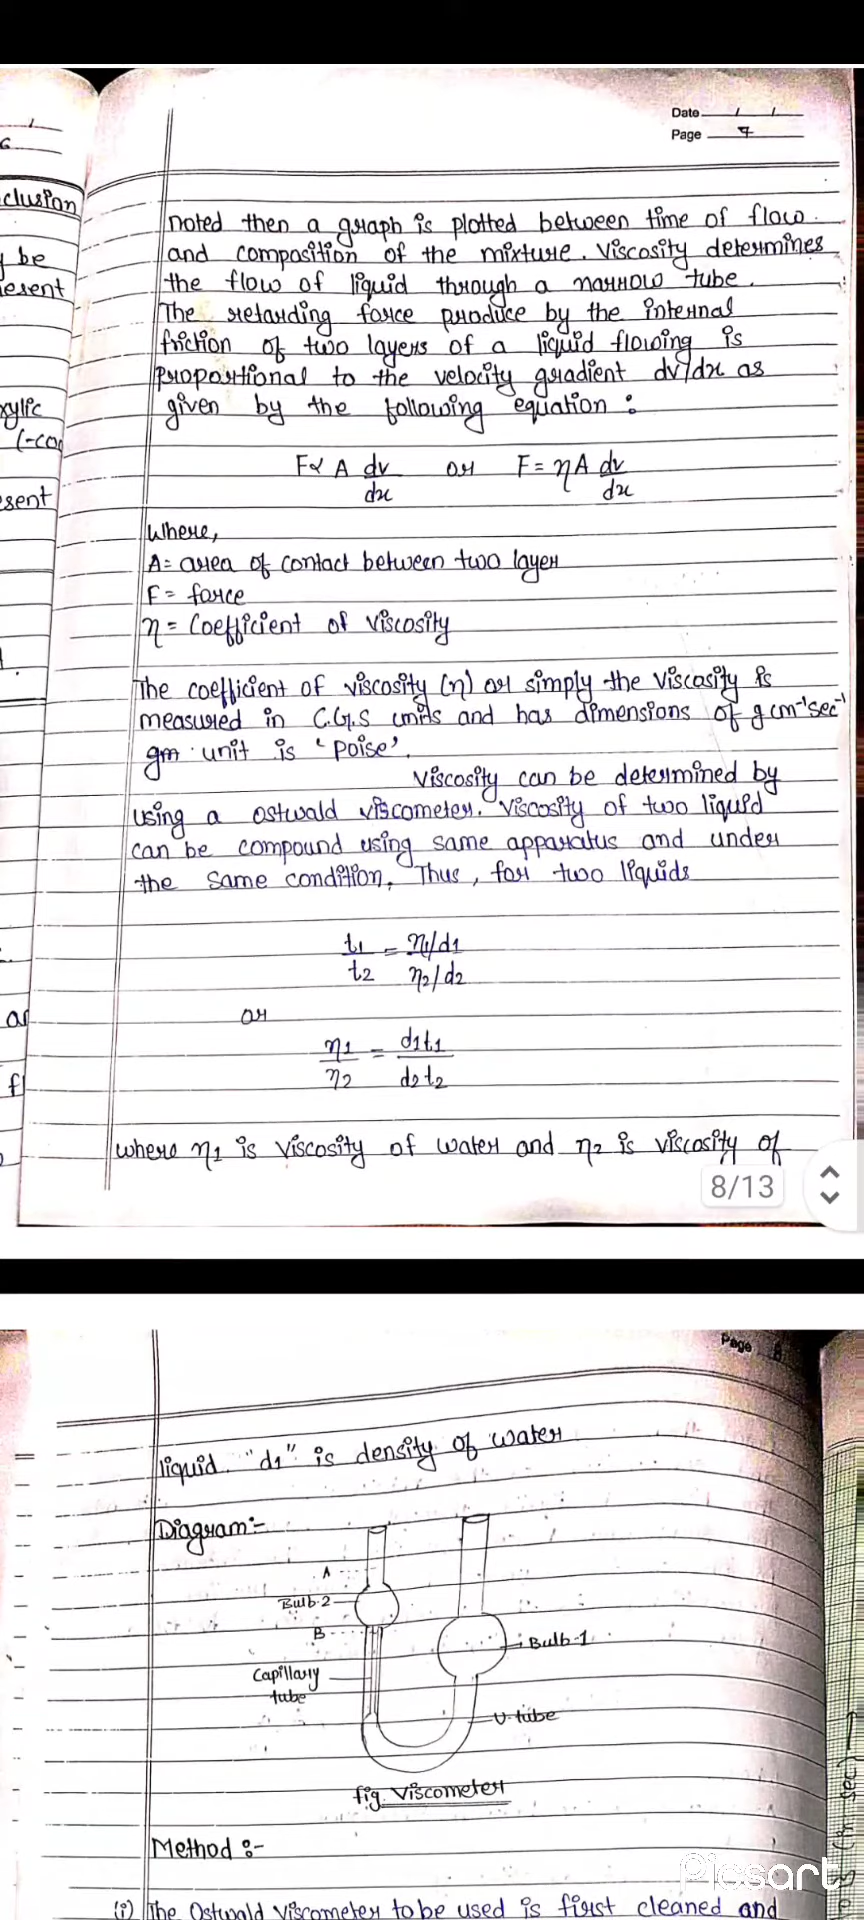 Date / /
Page 7
clusion
y be
esent
xylic
sent
noted then a graph is plotted between time of flow
and composition of the mixture. Viscosity determines
the flow of liquid through a narrow tube.
The retarding force produce by the internal
friction of two layers of a liquid flowing is
proportional to the velocity gradient dv/dx as
given by the following equation :
F∝ A dv/dx or F = ηA dv/dx
Where,
A = area of contact between two layer
F = force
η = Coefficient of viscosity
The coefficient of viscosity (η) or simply the viscosity is
measured in C.G.S units and has dimensions of g cm⁻¹sec⁻¹
gm unit is 'poise'.
Viscosity can be determined by
using a ostwald viscometer. Viscosity of two liquid
can be compound using same apparatus and under
the same condition. Thus, for two liquids
t1/t2 = η1/d1 / η2/d2
or
η1/η2 = d1t1/d2t2
where η1 is viscosity of water and η2 is viscosity of
8/13
Page 8
liquid. "d1" is density of water
Diagram:-
A
Bulb-2
B
Bulb-1
Capillary
tube
U-tube
fig. Viscometer
Method :-
Picsart
(i) The Ostwald viscometer to be used is first cleaned and